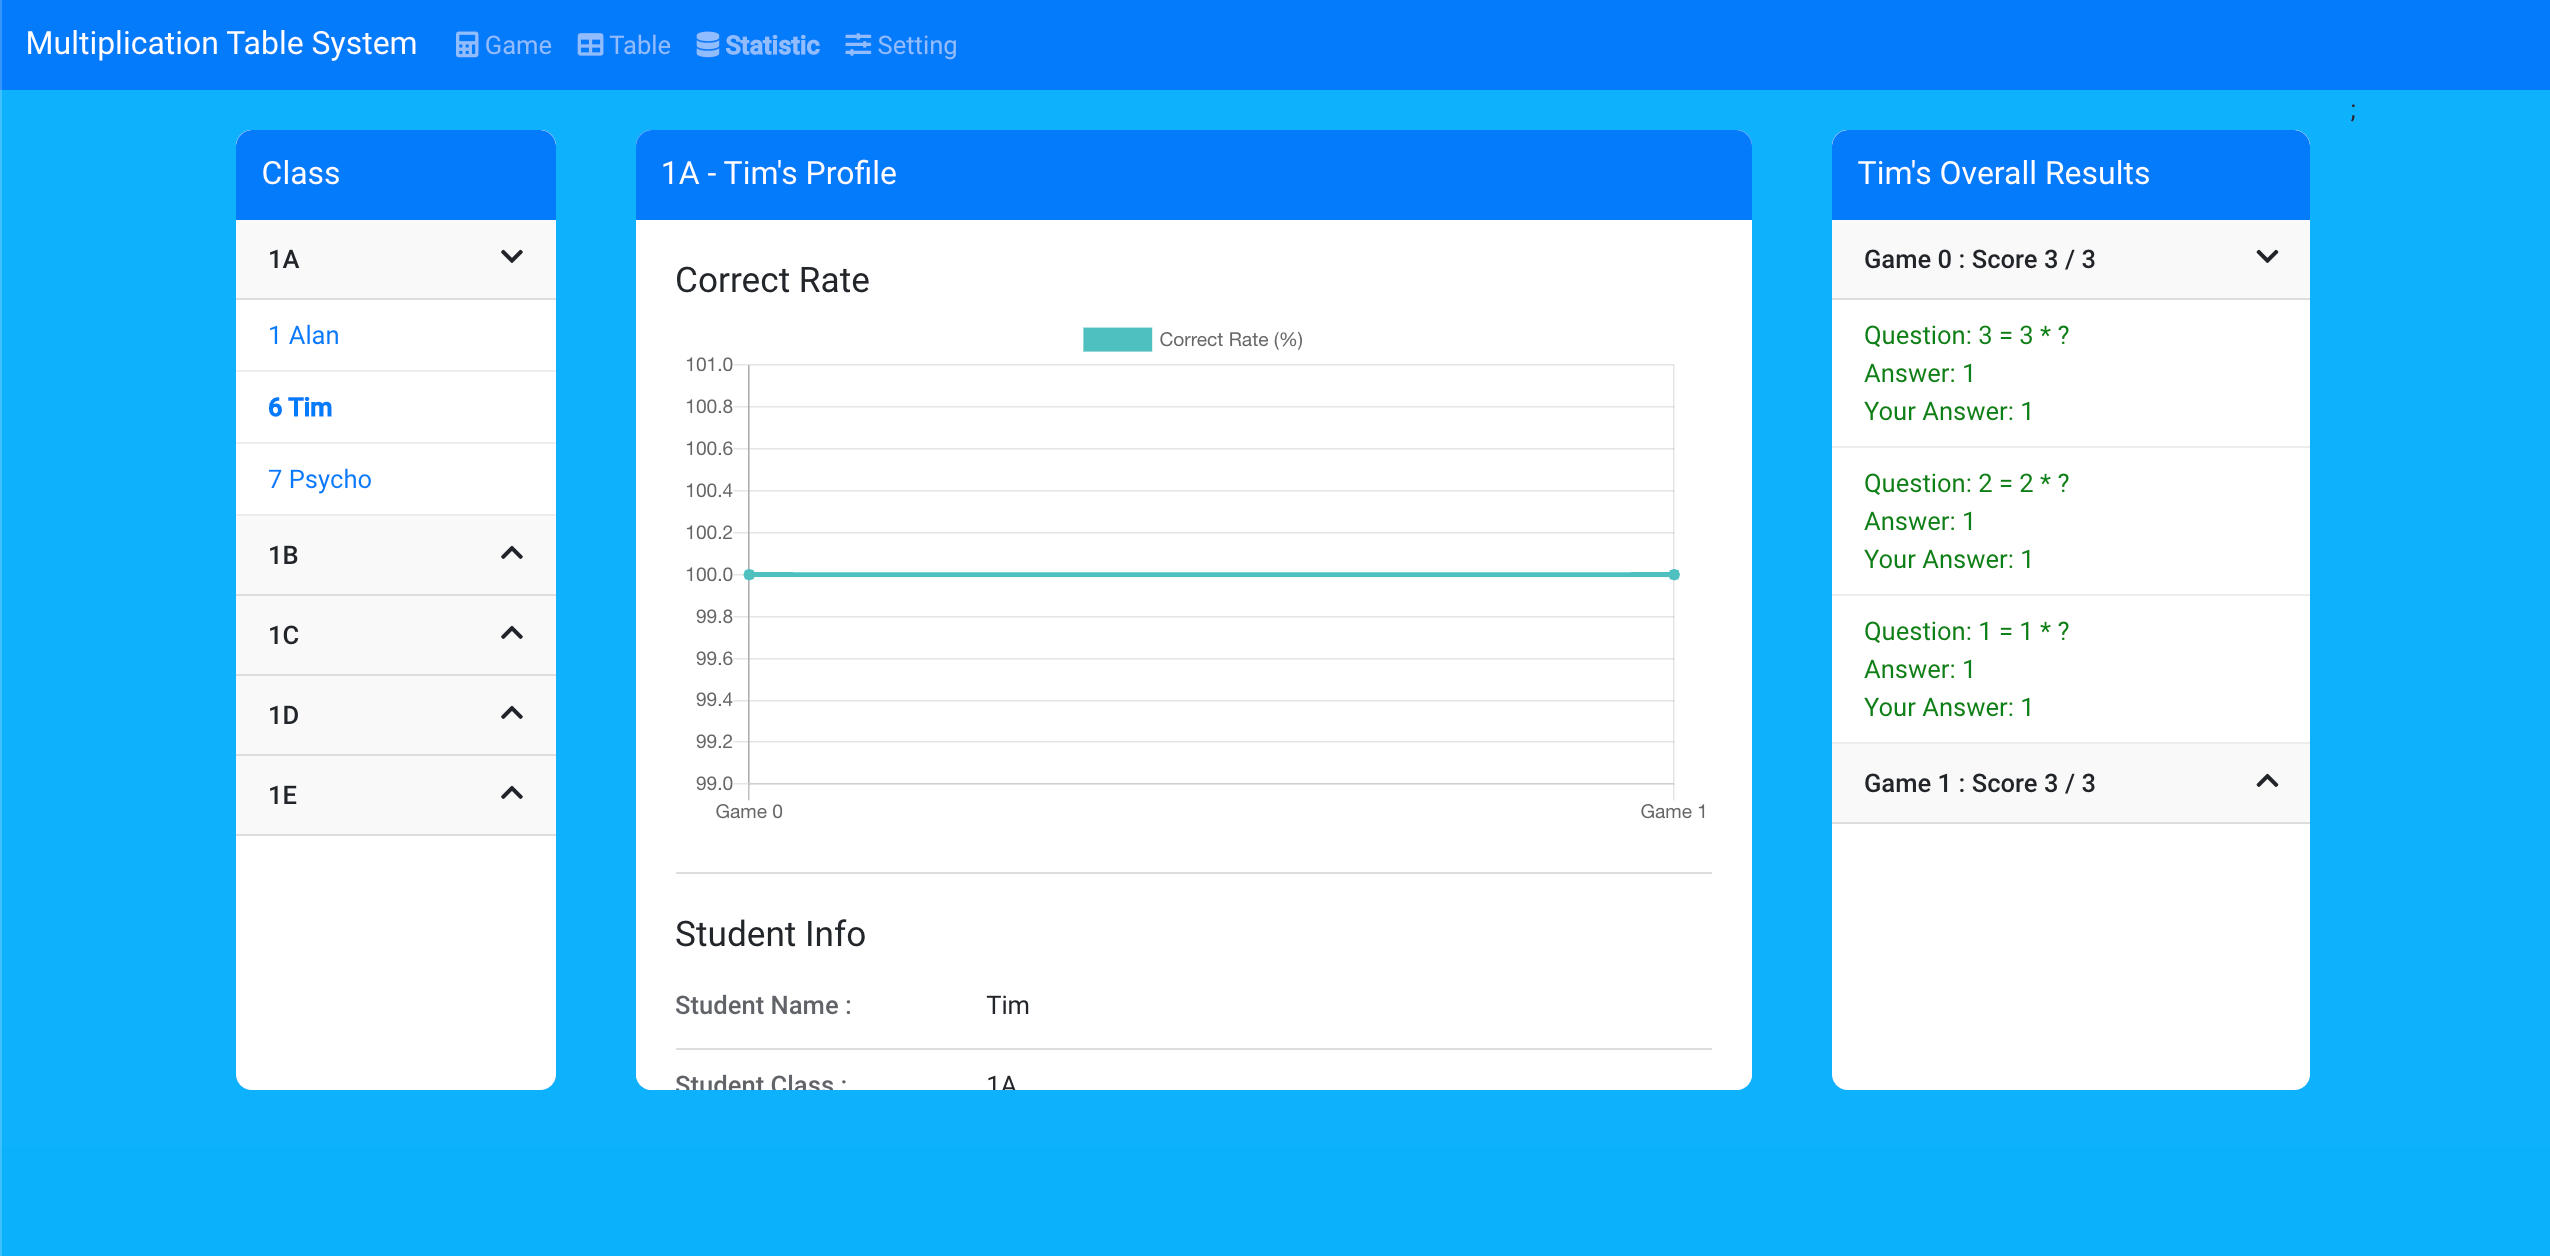 Multiplication Table System Game Table Statistic Setting
;
Class
1A
1 Alan
6 Tim
7 Psycho
1B
1C
1D
1E
1A - Tim's Profile
Correct Rate
Correct Rate (%)
101.0
100.8
100.6
100.4
100.2
100.0
99.8
99.6
99.4
99.2
99.0
Game 0 Game 1
Student Info
Student Name : Tim
Student Class : 1A
Tim's Overall Results
Game 0 : Score 3 / 3
Question: 3 = 3 * ?
Answer: 1
Your Answer: 1
Question: 2 = 2 * ?
Answer: 1
Your Answer: 1
Question: 1 = 1 * ?
Answer: 1
Your Answer: 1
Game 1 : Score 3 / 3